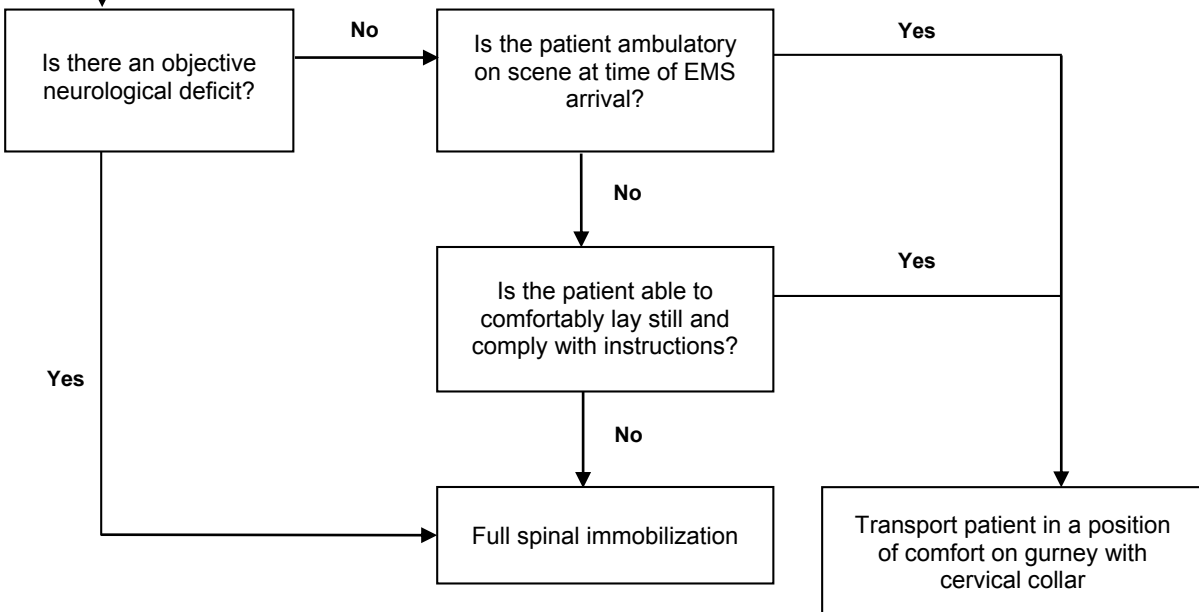 No
Yes
Is there an objective
neurological deficit?
Is the patient ambulatory
on scene at time of EMS
arrival?
No
Yes
Is the patient able to
comfortably lay still and
comply with instructions?
Yes
No
Full spinal immobilization
Transport patient in a position
of comfort on gurney with
cervical collar